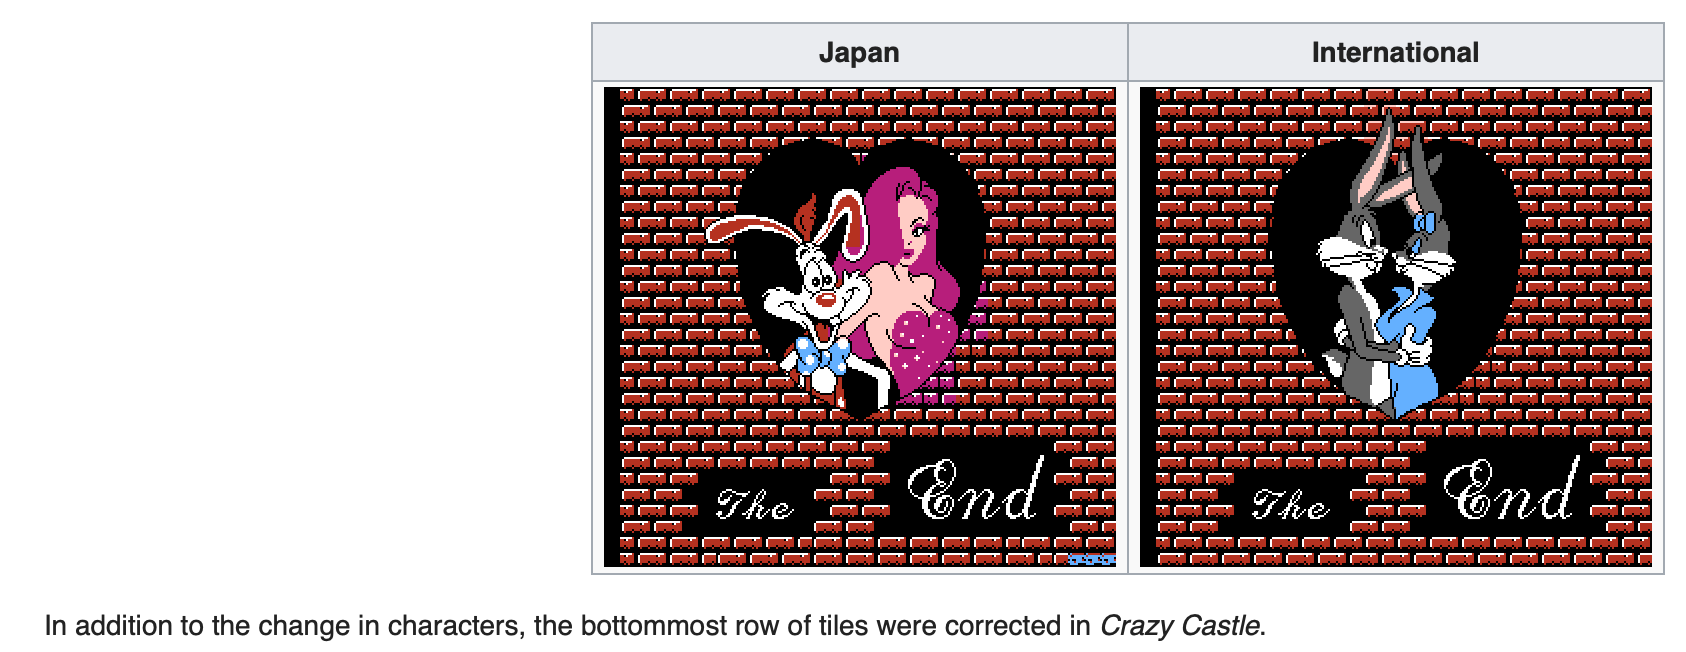 Japan
International
The End
The End
In addition to the change in characters, the bottommost row of tiles were corrected in Crazy Castle.